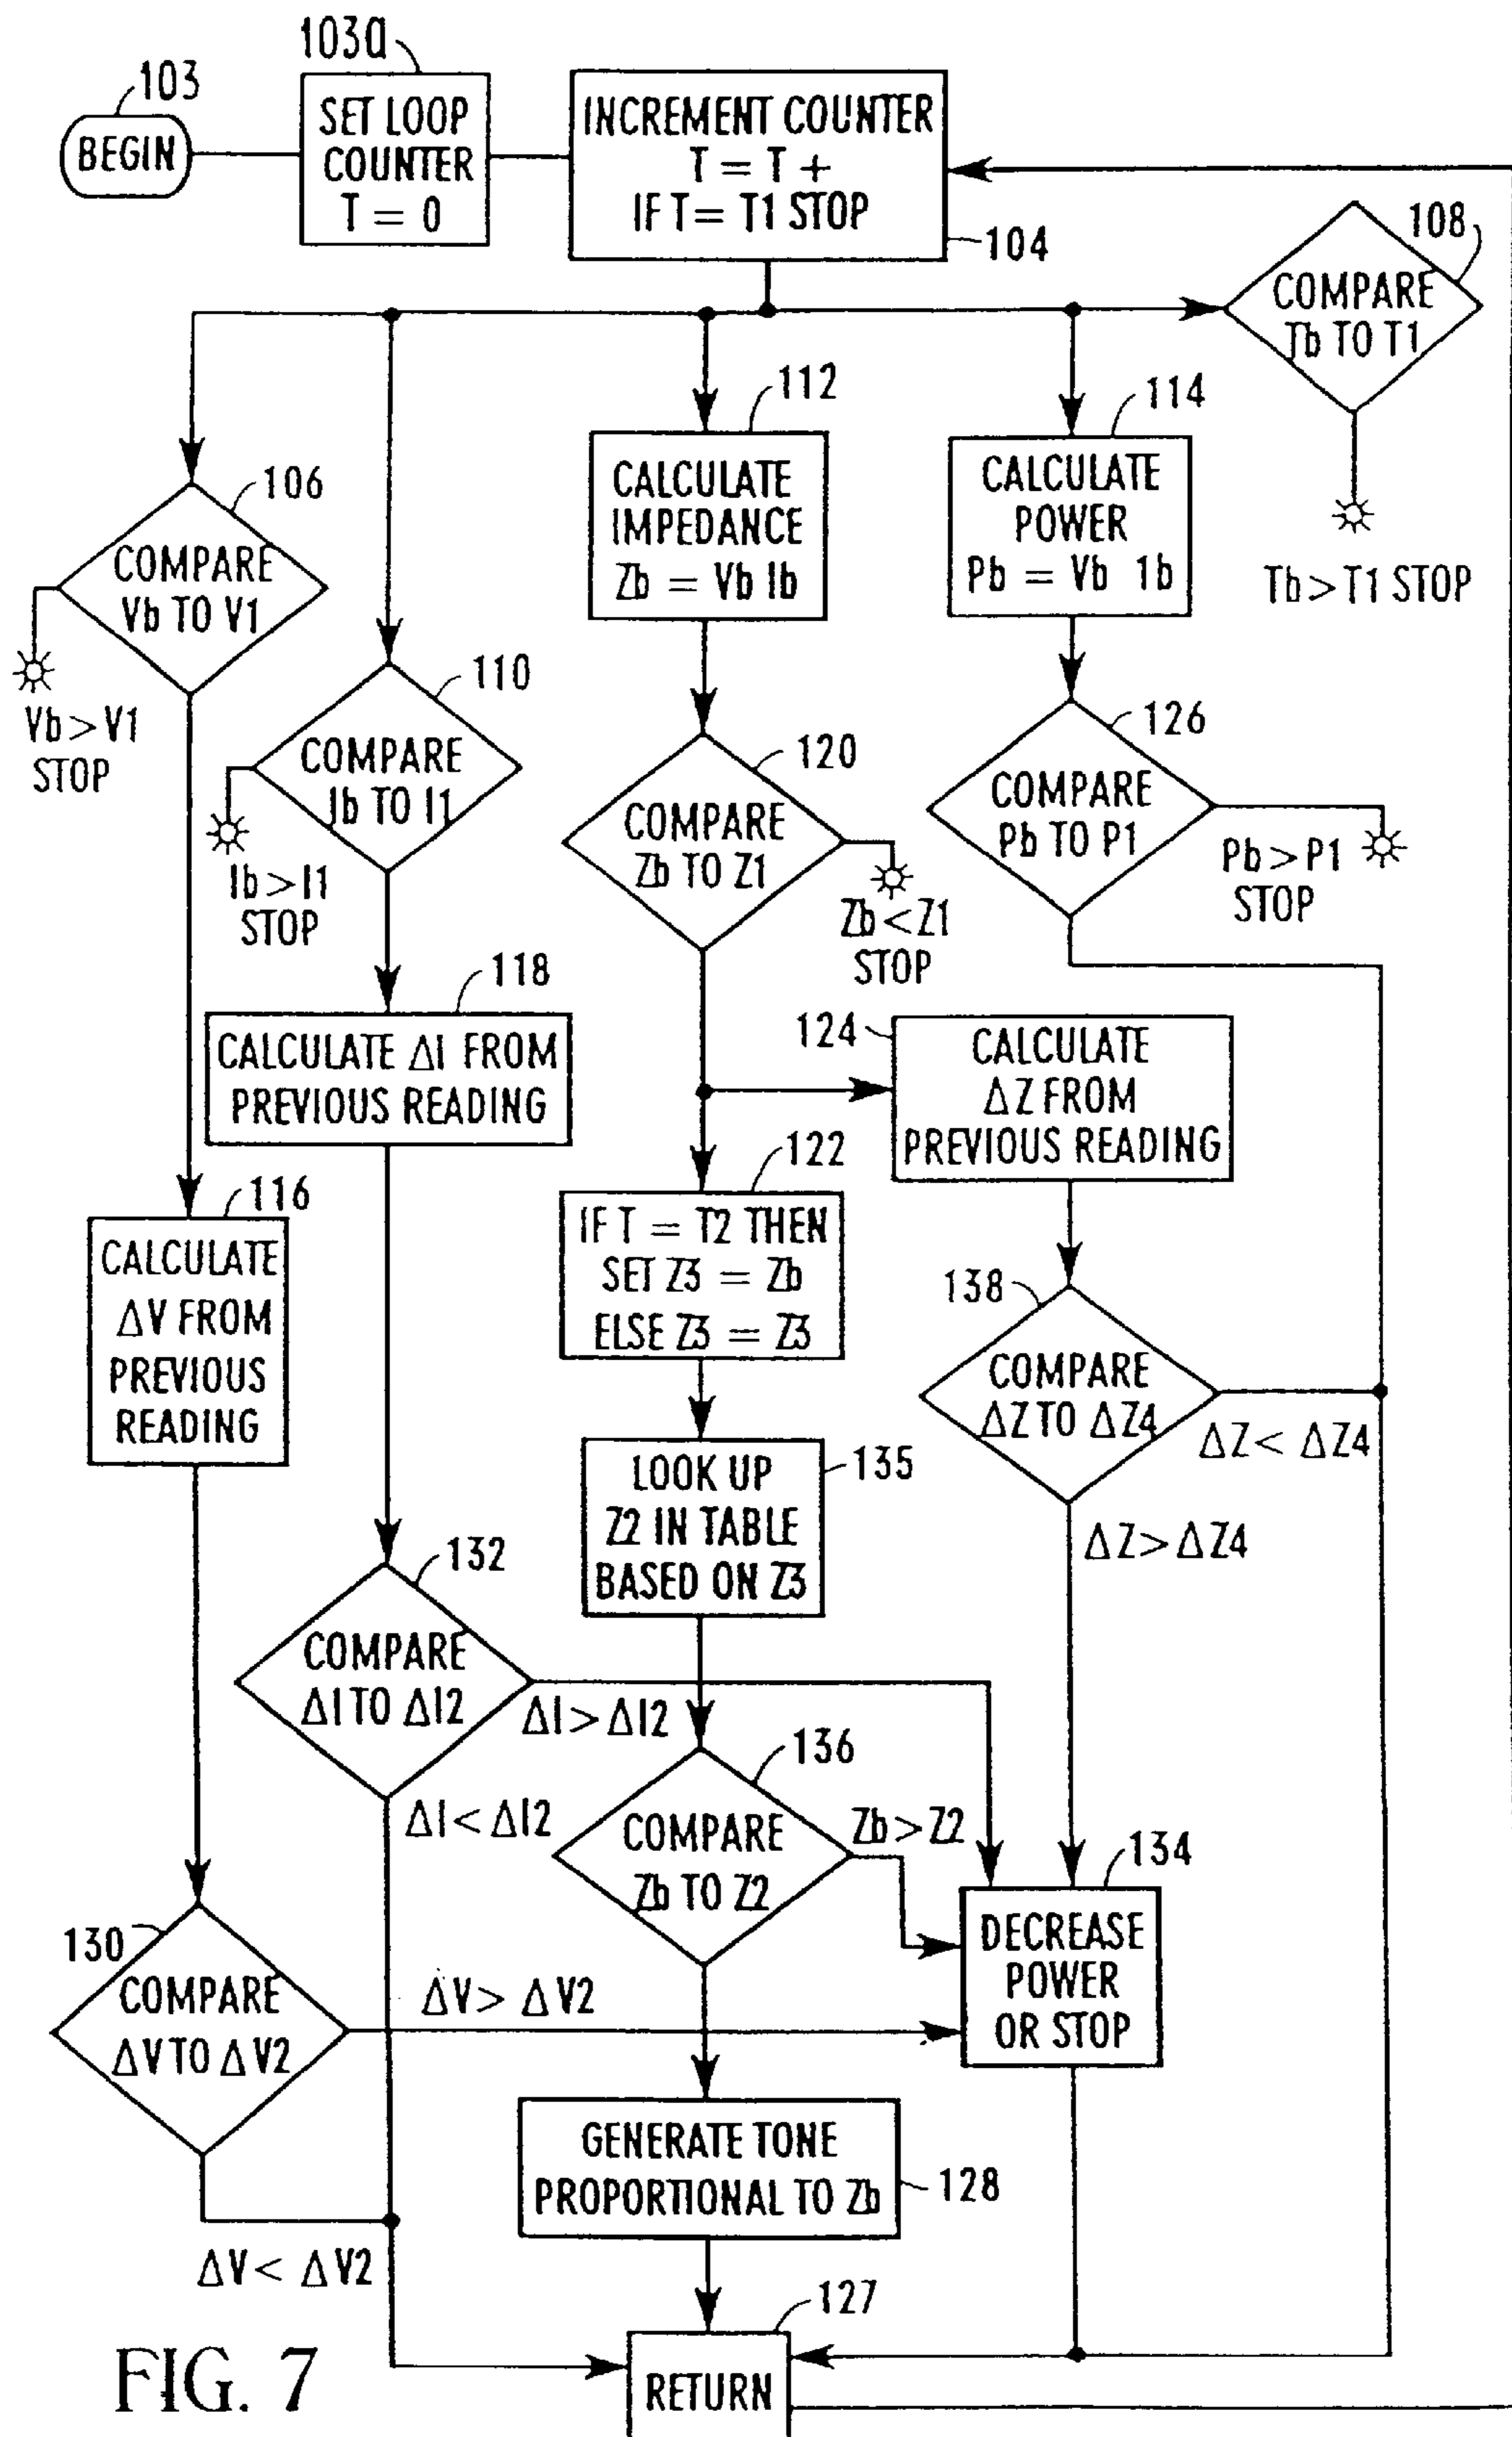 103a
103
BEGIN
SET LOOP
COUNTER
T = 0
INCREMENT COUNTER
T = T +
IF T = T1 STOP
104
108
COMPARE
Tb TO T1
Tb > T1 STOP
112
CALCULATE
IMPEDANCE
Zb = Vb Ib
114
CALCULATE
POWER
Pb = Vb 1b
106
COMPARE
Vb TO V1
Vb > V1
STOP
110
COMPARE
Ib TO I1
Ib > I1
STOP
120
COMPARE
Zb TO Z1
Zb < Z1
STOP
126
COMPARE
Pb TO P1
Pb > P1
STOP
118
CALCULATE ΔI FROM
PREVIOUS READING
124
CALCULATE
ΔZ FROM
PREVIOUS READING
116
CALCULATE
ΔV FROM
PREVIOUS
READING
122
IF T = T2 THEN
SET Z3 = Zb
ELSE Z3 = Z3
138
COMPARE
ΔZ TO ΔZ4
ΔZ < ΔZ4
ΔZ > ΔZ4
135
LOOK UP
Z2 IN TABLE
BASED ON Z3
132
COMPARE
ΔI TO ΔI2
ΔI > ΔI2
ΔI < ΔI2
136
COMPARE
Zb TO Z2
Zb > Z2
134
DECREASE
POWER
OR STOP
130
COMPARE
ΔV TO ΔV2
ΔV > ΔV2
ΔV < ΔV2
GENERATE TONE
PROPORTIONAL TO Zb
128
127
RETURN
FIG. 7